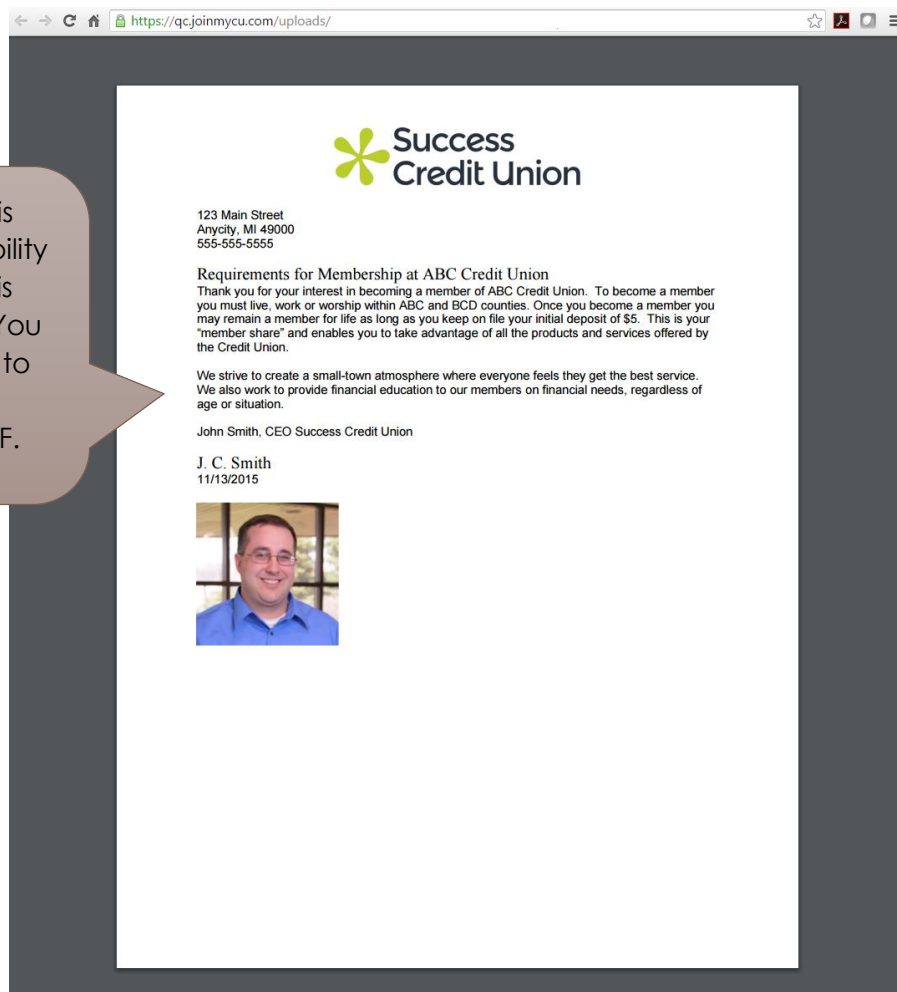 https://qc.joinmycu.com/uploads/
Success
Credit Union
123 Main Street
Anycity, MI 49000
555-555-5555
Requirements for Membership at ABC Credit Union
Thank you for your interest in becoming a member of ABC Credit Union. To become a member
you must live, work or worship within ABC and BCD counties. Once you become a member you
may remain a member for life as long as you keep on file your initial deposit of $5. This is your
“member share” and enables you to take advantage of all the products and services offered by
the Credit Union.
We strive to create a small-town atmosphere where everyone feels they get the best service.
We also work to provide financial education to our members on financial needs, regardless of
age or situation.
John Smith, CEO Success Credit Union
J. C. Smith
11/13/2015
You
to